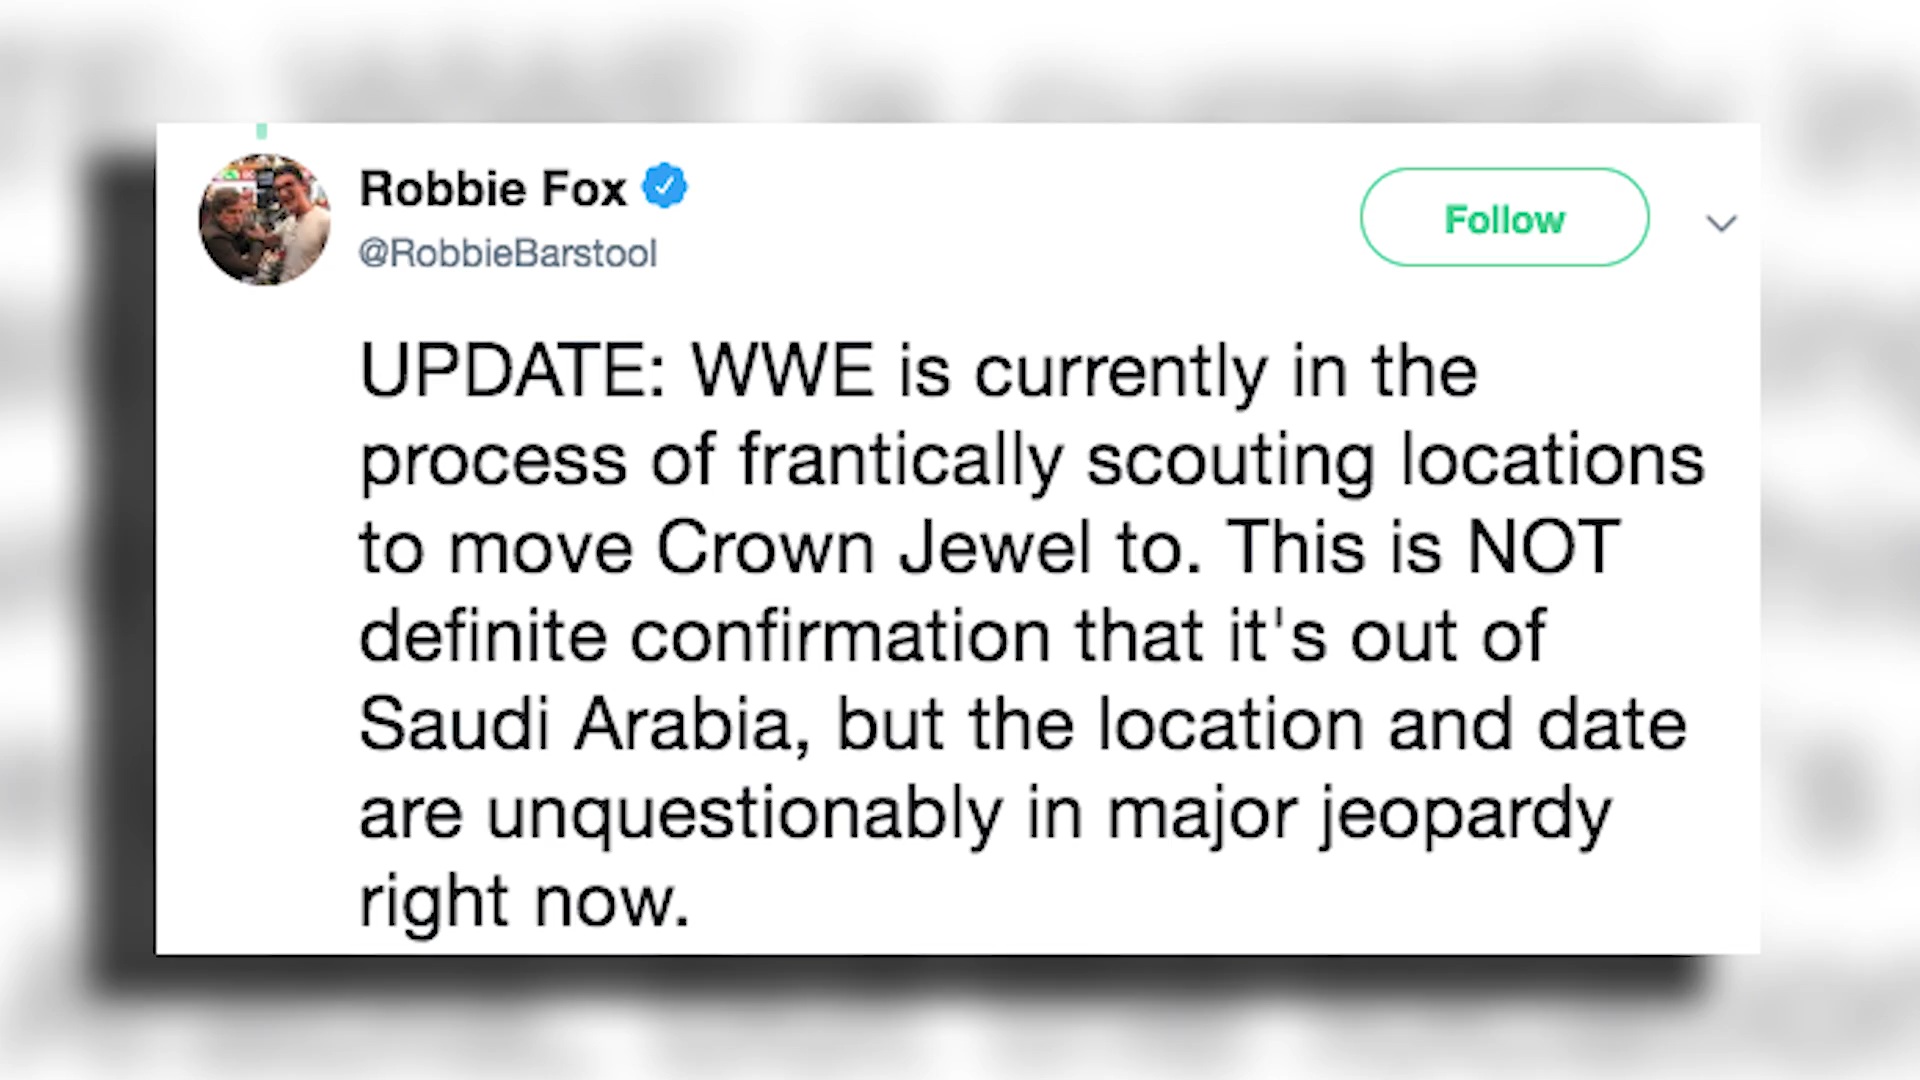 Robbie Fox
@RobbieBarstool
Follow
UPDATE: WWE is currently in the
process of frantically scouting locations
to move Crown Jewel to. This is NOT
definite confirmation that it's out of
Saudi Arabia, but the location and date
are unquestionably in major jeopardy
right now.